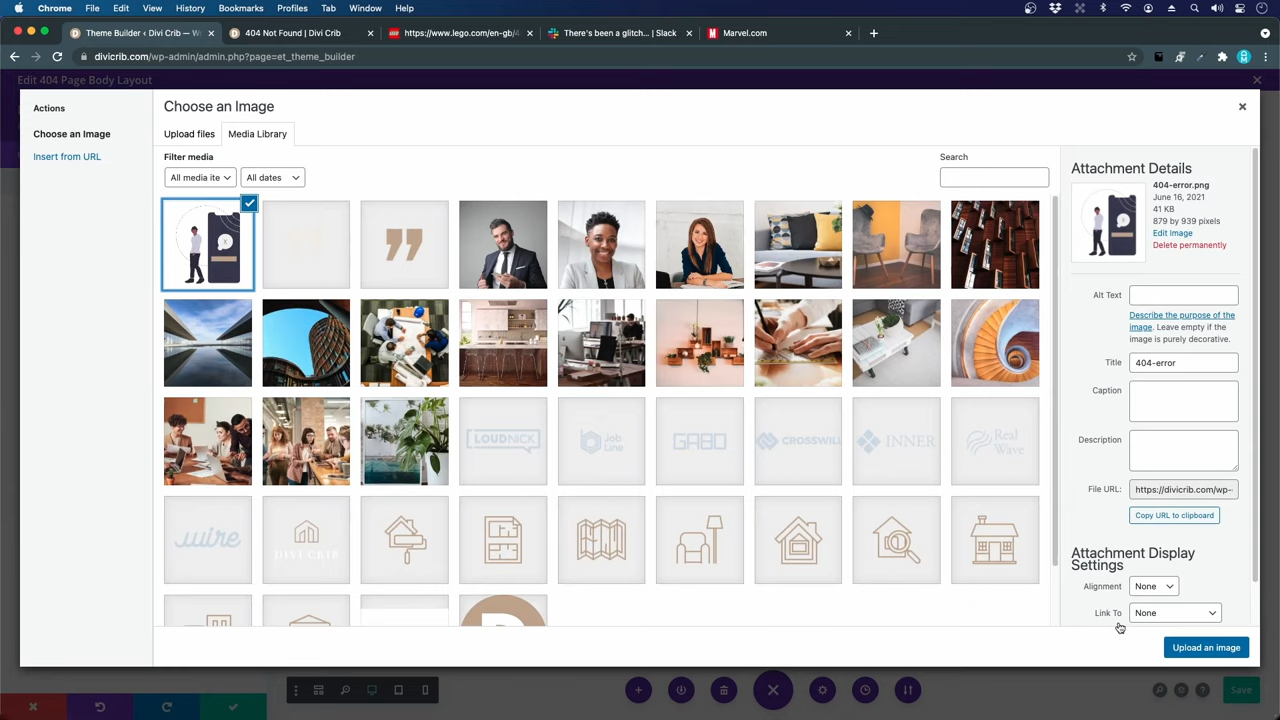 Chrome File Edit View History Bookmarks Profiles Tab Window Help
Theme Builder ‹ Divi Crib — W
404 Not Found | Divi Crib
https://www.lego.com/en-gb/4
There's been a glitch... | Slack
Marvel.com
divicrib.com/wp-admin/admin.php?page=et_theme_builder
Edit 404 Page Body Layout
Actions
Choose an Image
Insert from URL
Choose an Image
Upload files
Media Library
Filter media
All media ite
All dates
Search
LOUDNICK
Job
Line
GABO
CROSSWILL
INNER
Real
Wave
wire
DIVI CRIB
Attachment Details
404-error.png
June 16, 2021
41 KB
879 by 939 pixels
Edit Image
Delete permanently
Alt Text
Describe the purpose of the
image. Leave empty if the
image is purely decorative.
Title 404-error
Caption
Description
File URL: https://divicrib.com/wp-
Copy URL to clipboard
Attachment Display
Settings
Alignment None
Link To None
Upload an image
Save